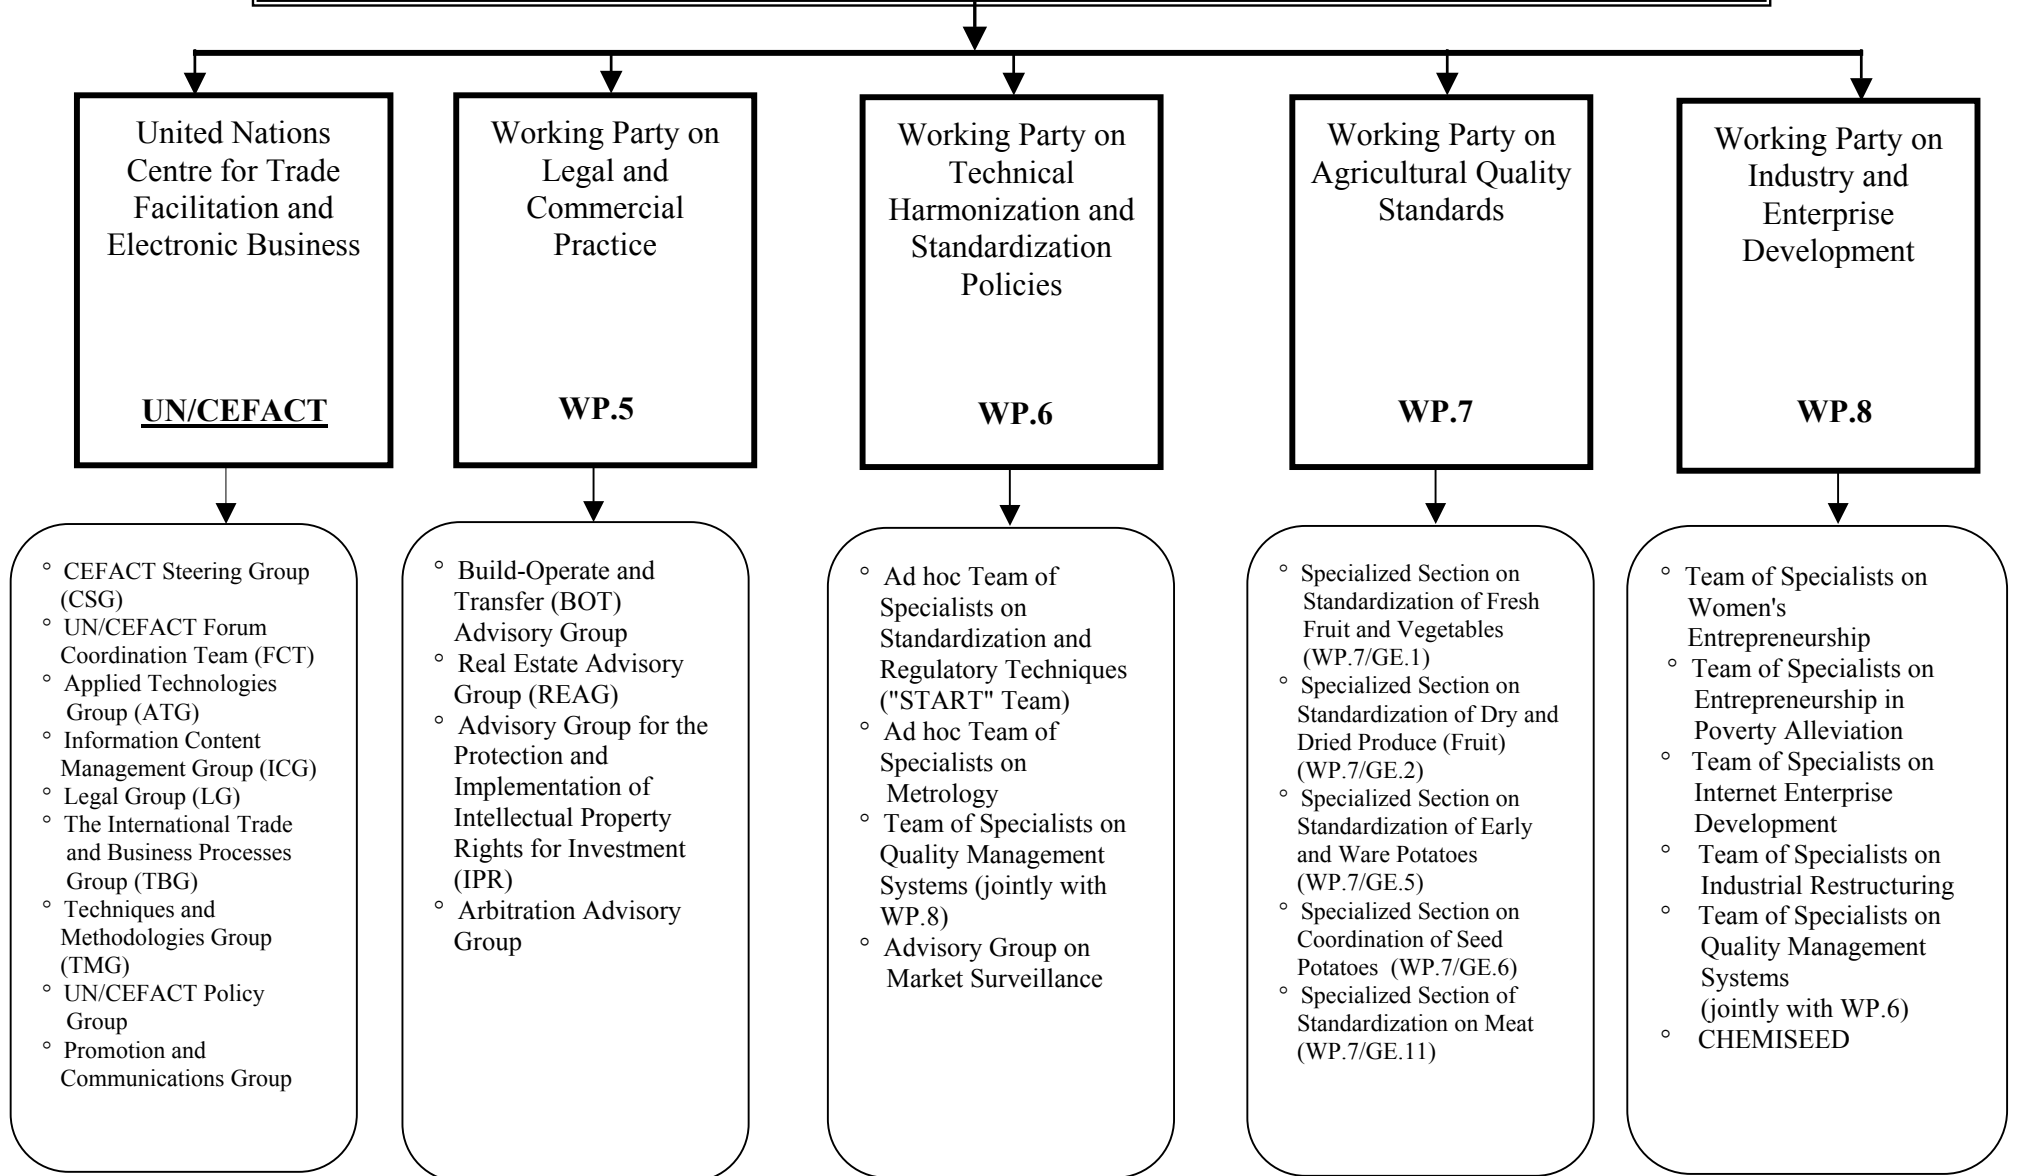 United Nations
Centre for Trade
Facilitation and
Electronic Business
UN/CEFACT
Working Party on
Legal and
Commercial
Practice
WP.5
Working Party on
Technical
Harmonization and
Standardization
Policies
WP.6
Working Party on
Agricultural Quality
Standards
WP.7
Working Party on
Industry and
Enterprise
Development
WP.8
° CEFACT Steering Group
(CSG)
° UN/CEFACT Forum
Coordination Team (FCT)
° Applied Technologies
Group (ATG)
° Information Content
Management Group (ICG)
° Legal Group (LG)
° The International Trade
and Business Processes
Group (TBG)
° Techniques and
Methodologies Group
(TMG)
° UN/CEFACT Policy
Group
° Promotion and
Communications Group
° Build-Operate and
Transfer (BOT)
Advisory Group
° Real Estate Advisory
Group (REAG)
° Advisory Group for the
Protection and
Implementation of
Intellectual Property
Rights for Investment
(IPR)
° Arbitration Advisory
Group
° Ad hoc Team of
Specialists on
Standardization and
Regulatory Techniques
("START" Team)
° Ad hoc Team of
Specialists on
Metrology
° Team of Specialists on
Quality Management
Systems (jointly with
WP.8)
° Advisory Group on
Market Surveillance
° Specialized Section on
Standardization of Fresh
Fruit and Vegetables
(WP.7/GE.1)
° Specialized Section on
Standardization of Dry and
Dried Produce (Fruit)
(WP.7/GE.2)
° Specialized Section on
Standardization of Early
and Ware Potatoes
(WP.7/GE.5)
° Specialized Section on
Coordination of Seed
Potatoes (WP.7/GE.6)
° Specialized Section of
Standardization on Meat
(WP.7/GE.11)
° Team of Specialists on
Women's
Entrepreneurship
° Team of Specialists on
Entrepreneurship in
Poverty Alleviation
° Team of Specialists on
Internet Enterprise
Development
° Team of Specialists on
Industrial Restructuring
° Team of Specialists on
Quality Management
Systems
(jointly with WP.6)
° CHEMISEED